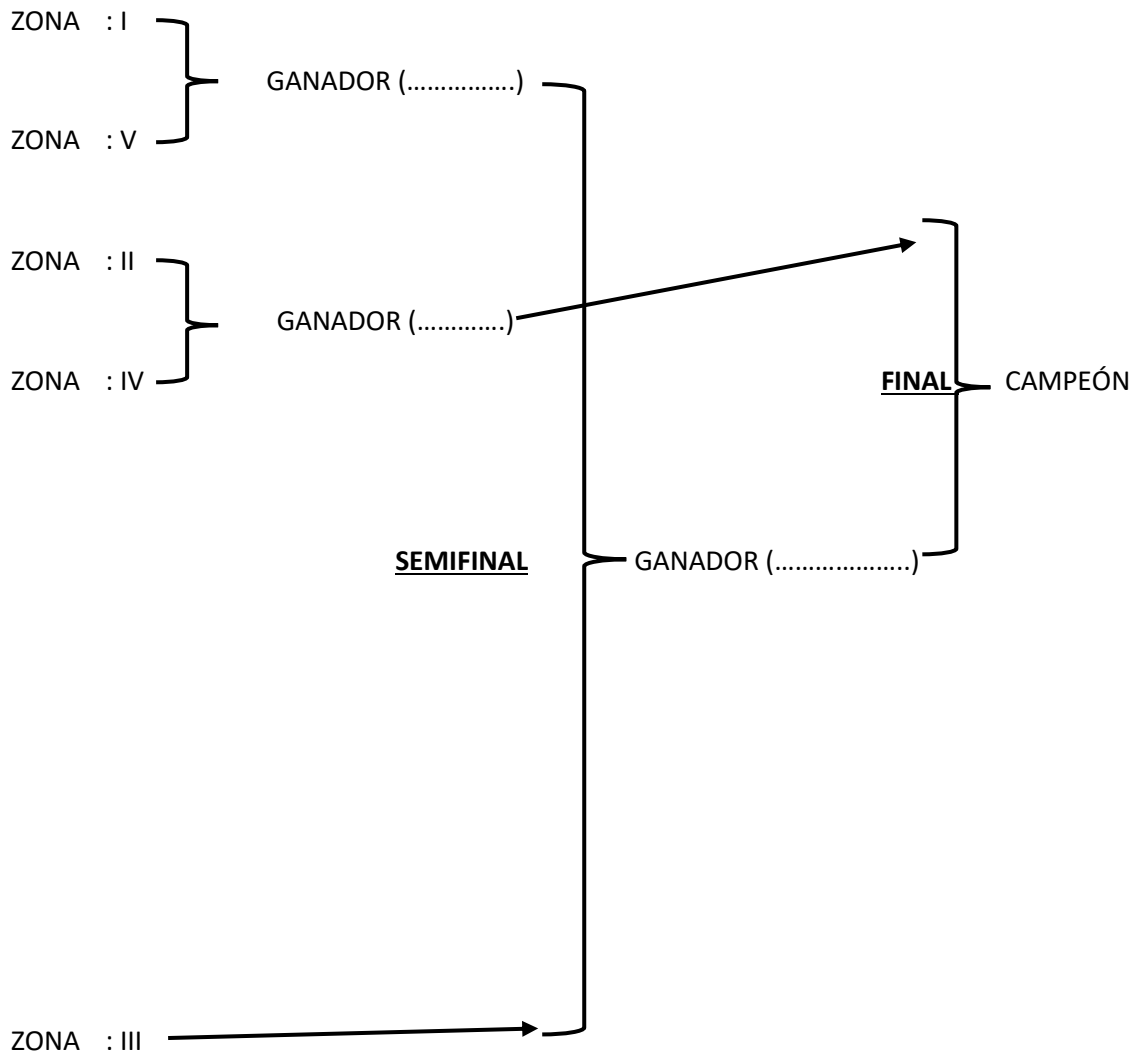 ZONA : I
GANADOR (…………….)
ZONA : V
ZONA : II
GANADOR (………….)
ZONA : IV
FINAL CAMPEÓN
SEMIFINAL GANADOR (………………..)
ZONA : III